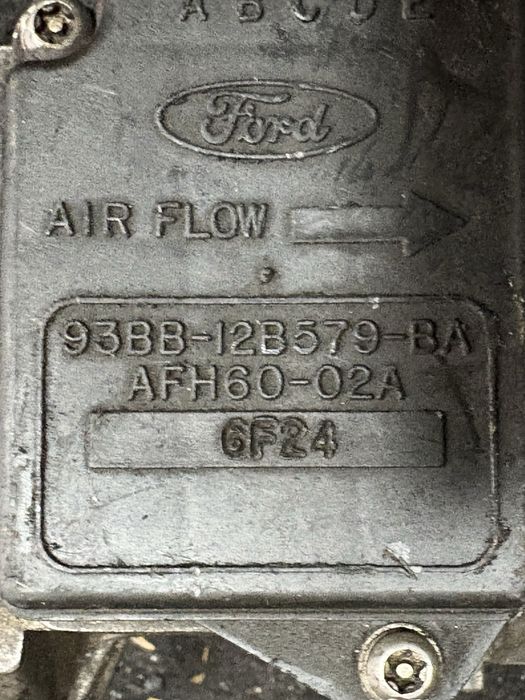 A B C D E
Ford
AIR FLOW
93BB-12B579-BA
AFH60-02A
6F24